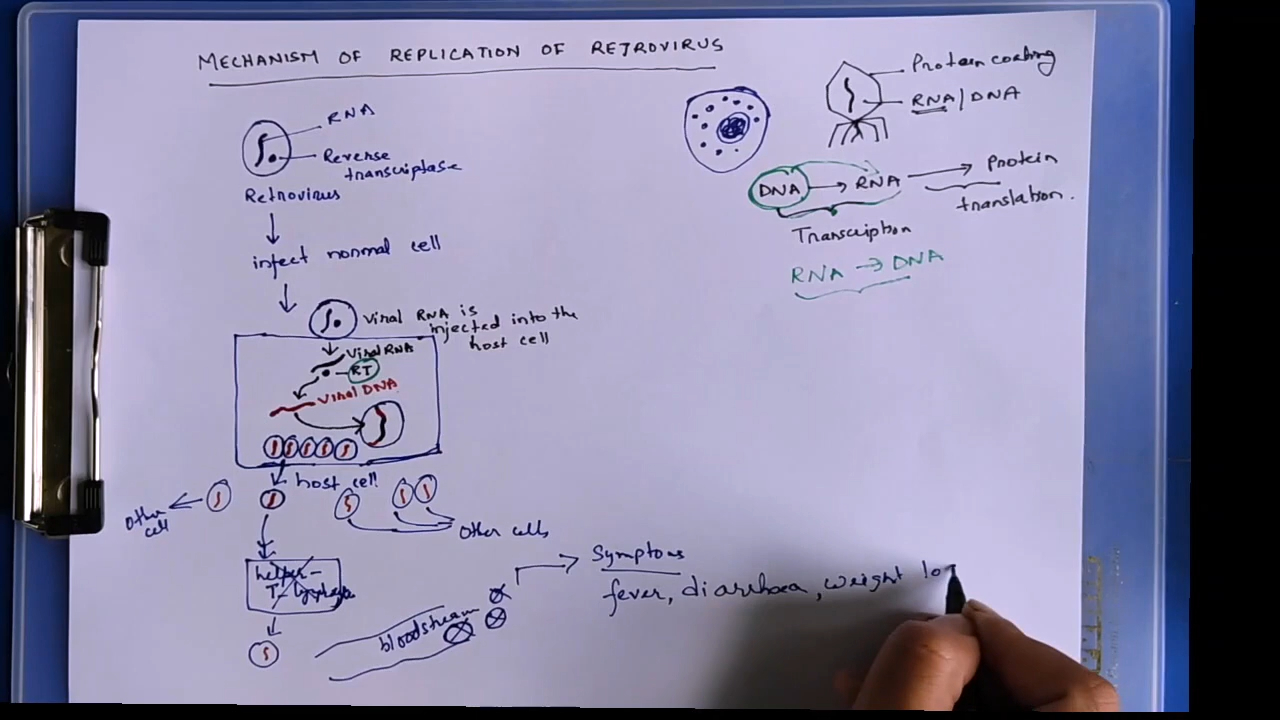 MECHANISM OF REPLICATION OF RETROVIRUS
RNA
Reverse
transcriptase
Retrovirus
infect normal cell
Viral RNA is
injected into the
host cell
Viral RNA
RT
Viral DNA
host cell
Other
cell
Other cells
helper-
T-
bloodstream
Symptoms
fever, diarrhoea, weight lo
Protein coating
RNA/DNA
DNA → RNA → Protein
translation.
Transcription
RNA → DNA